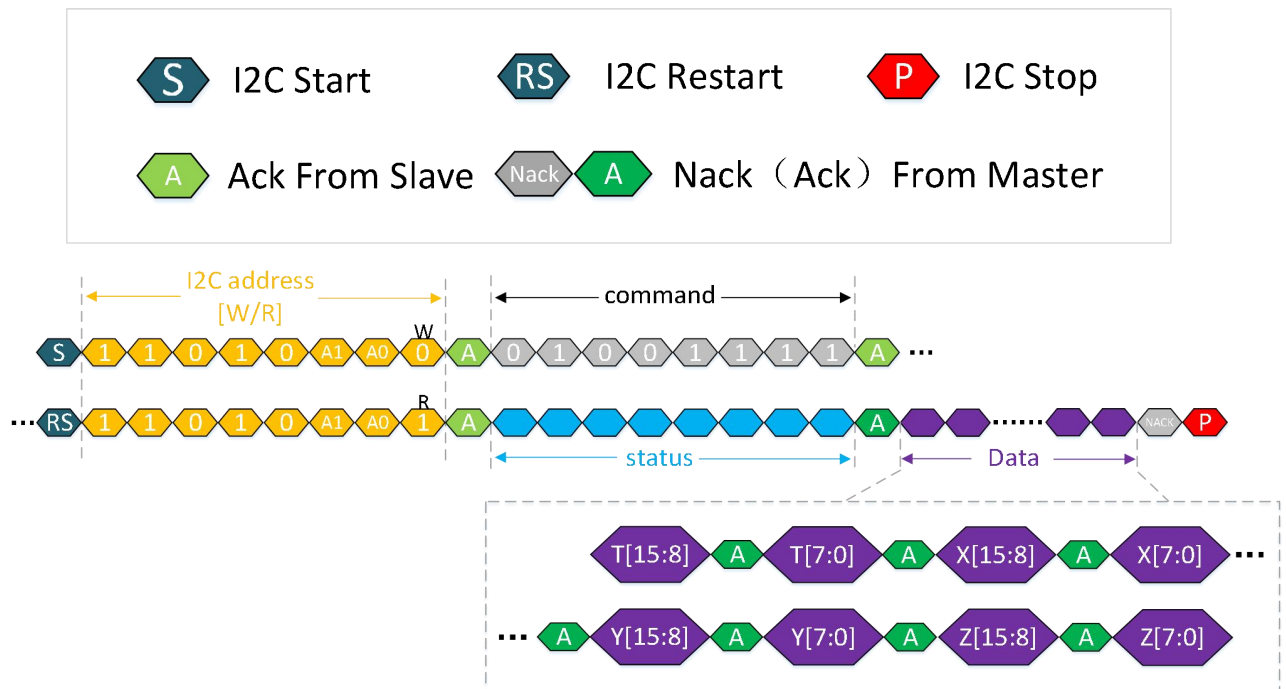 S I2C Start RS I2C Restart P I2C Stop
A Ack From Slave Nack A Nack（Ack）From Master
I2C address
[W/R]
command
W
S 1 1 0 1 0 A1 A0 0 A 0 1 0 0 1 1 1 1 A ...
R
...RS 1 1 0 1 0 A1 A0 1 A A ...... NACK P
status
Data
T[15:8] A T[7:0] A X[15:8] A X[7:0] ...
... A Y[15:8] A Y[7:0] A Z[15:8] A Z[7:0]